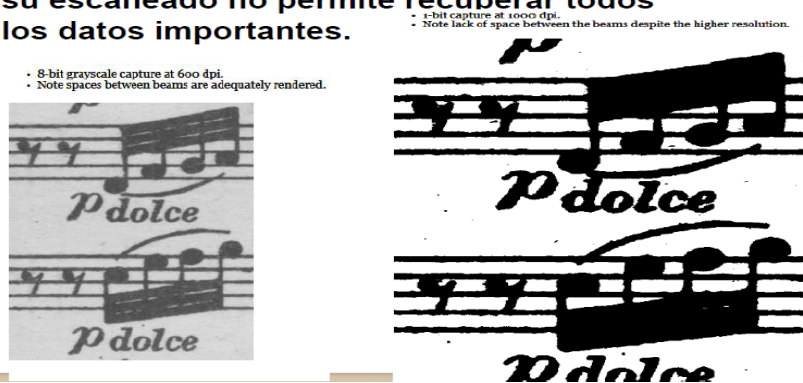 su escaneado no permite recuperar todos
los datos importantes.
• 8-bit grayscale capture at 600 dpi.
• Note spaces between beams are adequately rendered.
p dolce
p dolce
• 1-bit capture at 1000 dpi.
• Note lack of space between the beams despite the higher resolution.
p
p dolce
p dolce